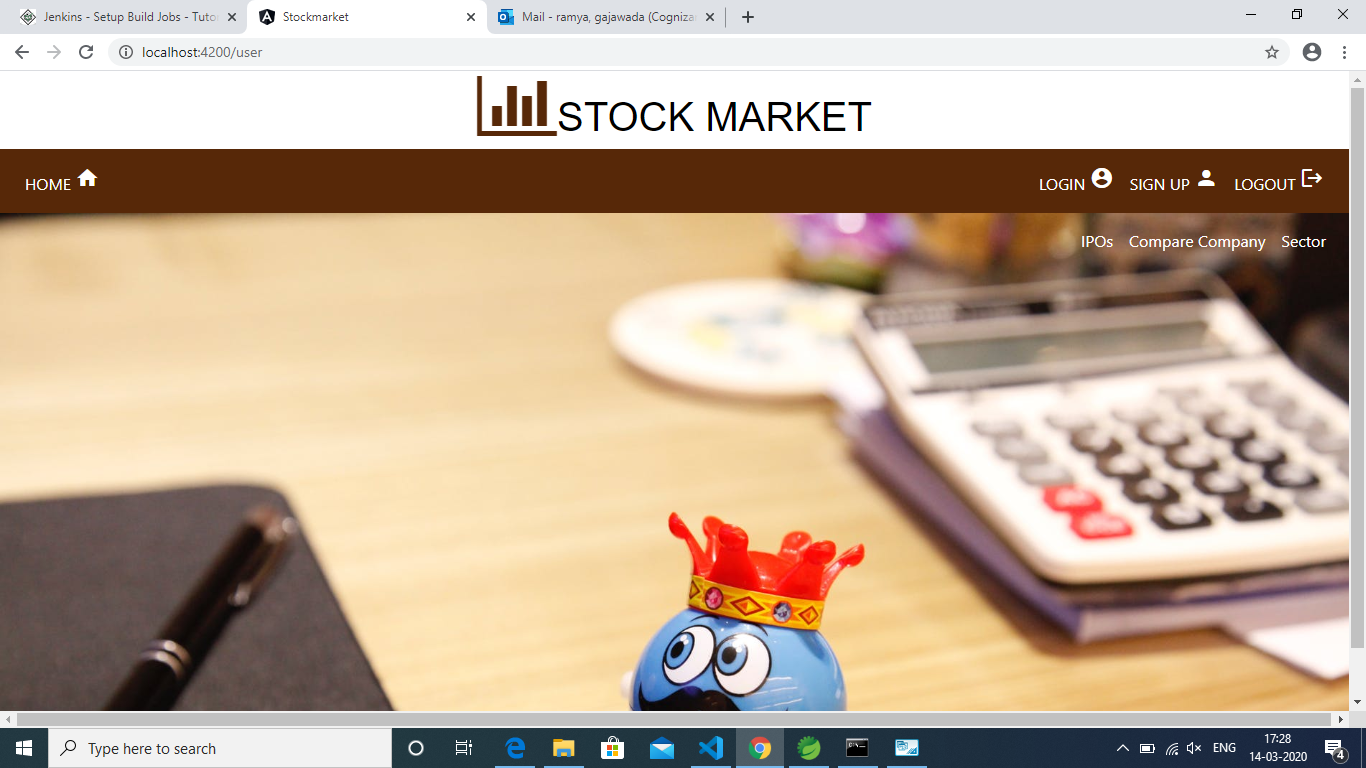 Jenkins - Setup Build Jobs - Tutor
Stockmarket
Mail - ramya, gajawada (Cogniza
localhost:4200/user
STOCK MARKET
HOME
LOGIN
SIGN UP
LOGOUT
IPOs
Compare Company
Sector
Type here to search
ENG
17:28
14-03-2020
4